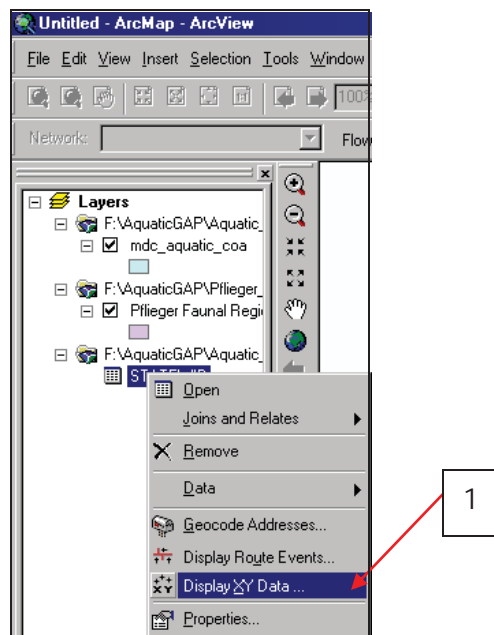 Untitled - ArcMap - ArcView
File Edit View Insert Selection Tools Window
100%
Network: Flow
Layers
F:\AquaticGAP\Aquatic_
mdc_aquatic_coa
F:\AquaticGAP\Pflieger_
Pflieger Faunal Regi
F:\AquaticGAP\Aquatic_
Open
Joins and Relates
Remove
Data
Geocode Addresses...
Display Route Events...
Display XY Data ...
Properties...
1